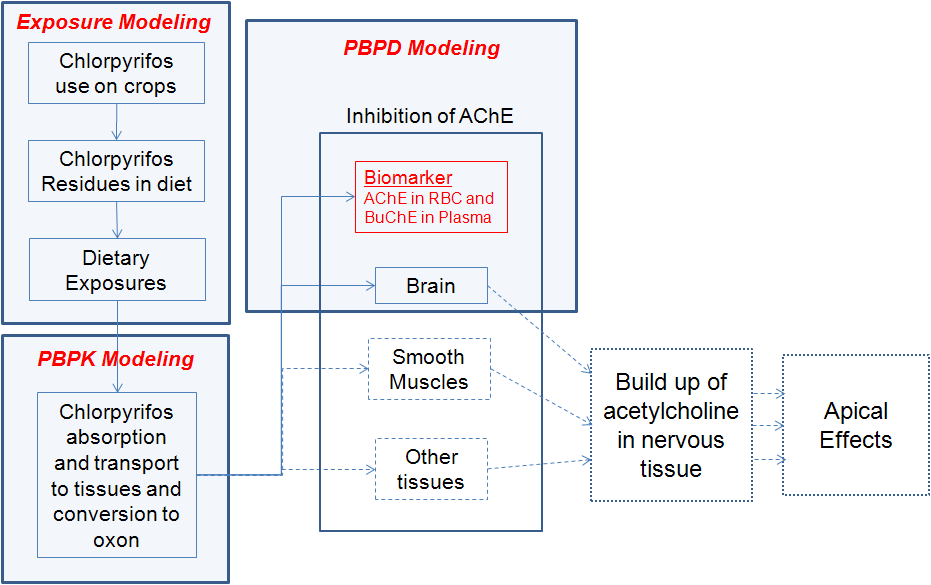 Exposure Modeling
Chlorpyrifos
use on crops
Chlorpyrifos
Residues in diet
Dietary
Exposures
PBPK Modeling
Chlorpyrifos
absorption
and transport
to tissues and
conversion to
oxon
PBPD Modeling
Inhibition of AChE
Biomarker
AChE in RBC and
BuChE in Plasma
Brain
Smooth
Muscles
Other
tissues
Build up of
acetylcholine
in nervous
tissue
Apical
Effects